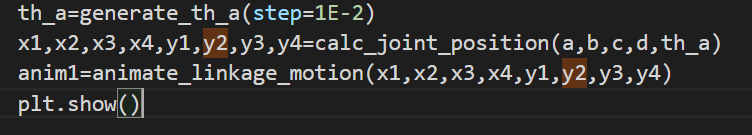 th_a=generate_th_a(step=1E-2)
x1,x2,x3,x4,y1,y2,y3,y4=calc_joint_position(a,b,c,d,th_a)
anim1=animate_linkage_motion(x1,x2,x3,x4,y1,y2,y3,y4)
plt.show()